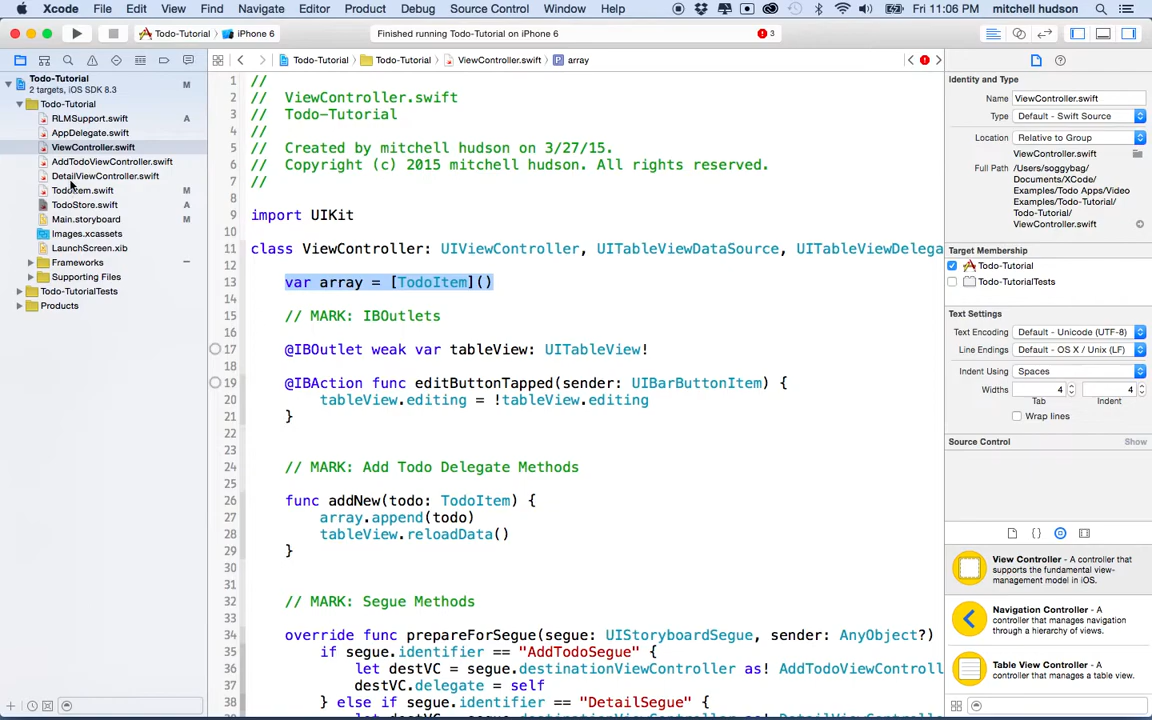 Xcode File Edit View Find Navigate Editor Product Debug Source Control Window Help Fri 11:06 PM mitchell hudson
Todo-Tutorial iPhone 6 Finished running Todo-Tutorial on iPhone 6 3
Todo-Tutorial Todo-Tutorial ViewController.swift P array
Todo-Tutorial M
2 targets, iOS SDK 8.3
Todo-Tutorial
RLMSupport.swift A
AppDelegate.swift
ViewController.swift
AddTodoViewController.swift
DetailViewController.swift
TodoItem.swift M
TodoStore.swift A
Main.storyboard M
Images.xcassets
LaunchScreen.xib
Frameworks
Supporting Files
Todo-TutorialTests
Products
1 //
2 // ViewController.swift
3 // Todo-Tutorial
4 //
5 // Created by mitchell hudson on 3/27/15.
6 // Copyright (c) 2015 mitchell hudson. All rights reserved.
7 //
8
9 import UIKit
10
11 class ViewController: UIViewController, UITableViewDataSource, UITableViewDelega
12
13 var array = [TodoItem]()
14
15 // MARK: IBOutlets
16
17 @IBOutlet weak var tableView: UITableView!
18
19 @IBAction func editButtonTapped(sender: UIBarButtonItem) {
20 tableView.editing = !tableView.editing
21 }
22
23
24 // MARK: Add Todo Delegate Methods
25
26 func addNew(todo: TodoItem) {
27 array.append(todo)
28 tableView.reloadData()
29 }
30
31
32 // MARK: Segue Methods
33
34 override func prepareForSegue(segue: UIStoryboardSegue, sender: AnyObject?)
35 if segue.identifier == "AddTodoSegue" {
36 let destVC = segue.destinationViewController as! AddTodoViewControll
37 destVC.delegate = self
38 } else if segue.identifier == "DetailSegue" {
Identity and Type
Name ViewController.swift
Type Default - Swift Source
Location Relative to Group
ViewController.swift
Full Path /Users/soggybag/
Documents/XCode/
Examples/Todo Apps/Video
Examples/Todo-Tutorial/
Todo-Tutorial/
ViewController.swift
Target Membership
Todo-Tutorial
Todo-TutorialTests
Text Settings
Text Encoding Default - Unicode (UTF-8)
Line Endings Default - OS X / Unix (LF)
Indent Using Spaces
Widths 4 4
Tab Indent
Wrap lines
Source Control Show
View Controller - A controller that
supports the fundamental view-
management model in iOS.
Navigation Controller - A
controller that manages navigation
through a hierarchy of views.
Table View Controller - A
controller that manages a table view.